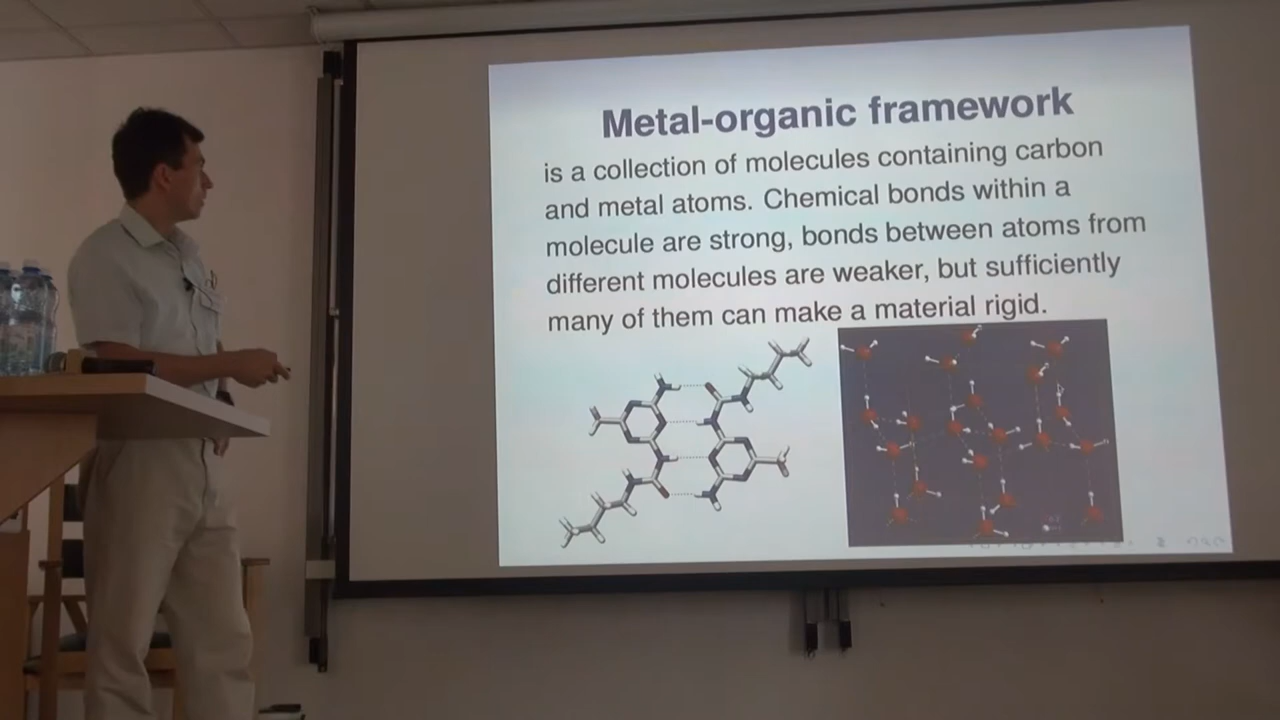 Metal-organic framework
is a collection of molecules containing carbon
and metal atoms. Chemical bonds within a
molecule are strong, bonds between atoms from
different molecules are weaker, but sufficiently
many of them can make a material rigid.